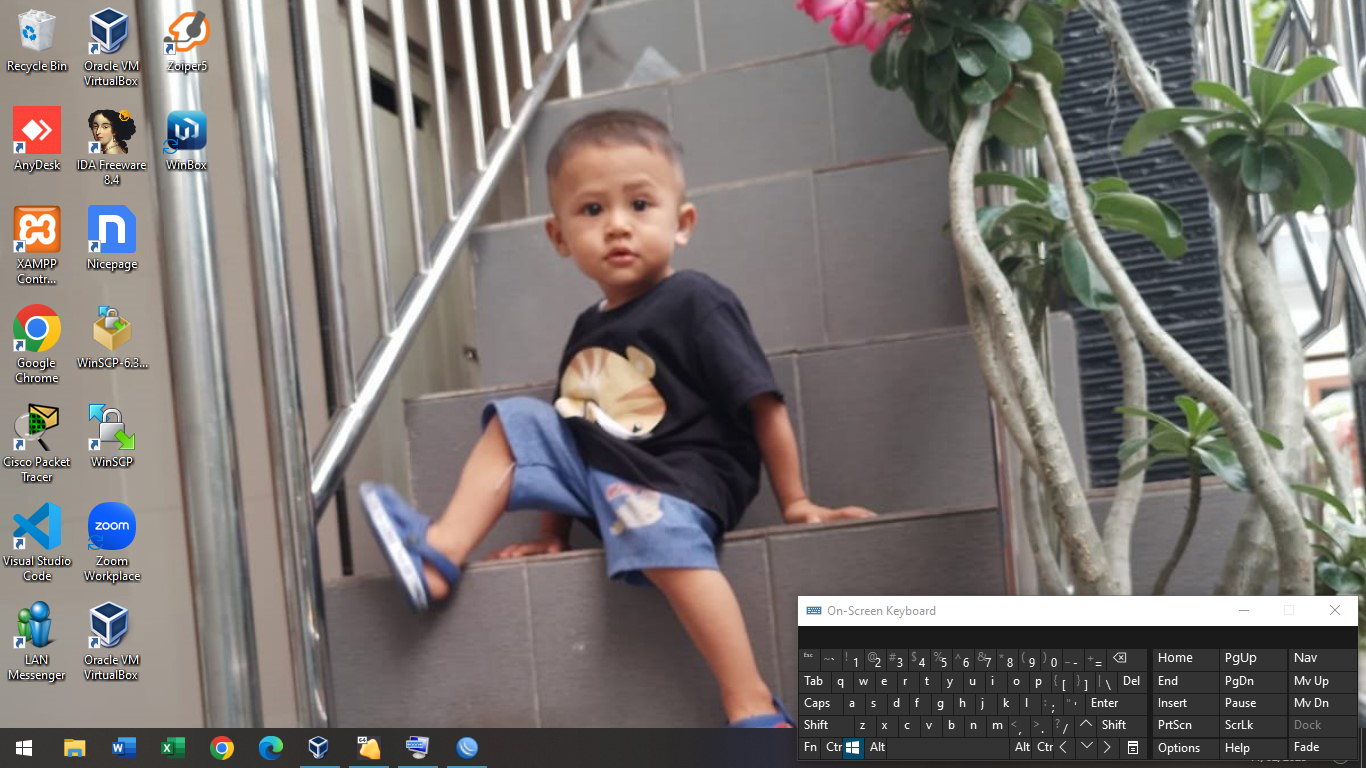 Recycle Bin
Oracle VM
VirtualBox
Zoiper5
AnyDesk
IDA Freeware
8.4
WinBox
XAMPP
Contr...
Nicepage
Google
Chrome
WinSCP-6.3...
Cisco Packet
Tracer
WinSCP
Visual Studio
Code
zoom
Zoom
Workplace
LAN
Messenger
Oracle VM
VirtualBox
On-Screen Keyboard
Esc ~ ` ! 1 @ 2 # 3 $ 4 % 5 ^ 6 & 7 * 8 ( 9 ) 0 _ - + = Home PgUp Nav
Tab q w e r t y u i o p { [ } ] | \ Del End PgDn Mv Up
Caps a s d f g h j k l : ; " ' Enter Insert Pause Mv Dn
Shift z x c v b n m < , > . ? / Shift PrtScn ScrLk Dock
Fn Ctr Alt Alt Ctr Options Help Fade